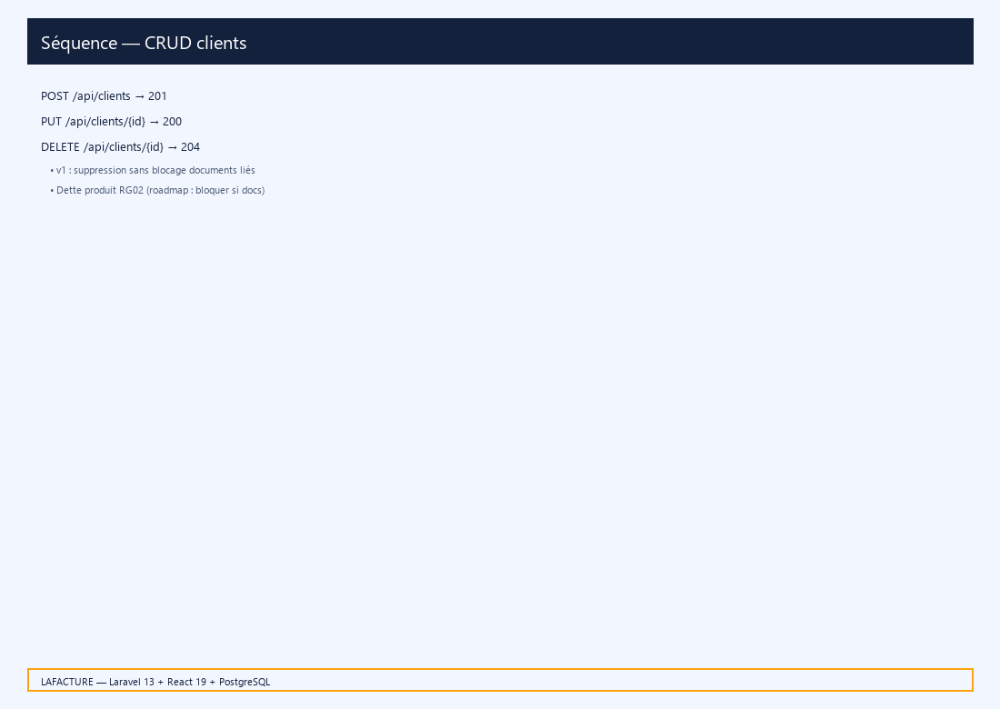 Séquence — CRUD clients
POST /api/clients → 201
PUT /api/clients/{id} → 200
DELETE /api/clients/{id} → 204
• v1 : suppression sans blocage documents liés
• Dette produit RG02 (roadmap : bloquer si docs)
LAFACTURE — Laravel 13 + React 19 + PostgreSQL